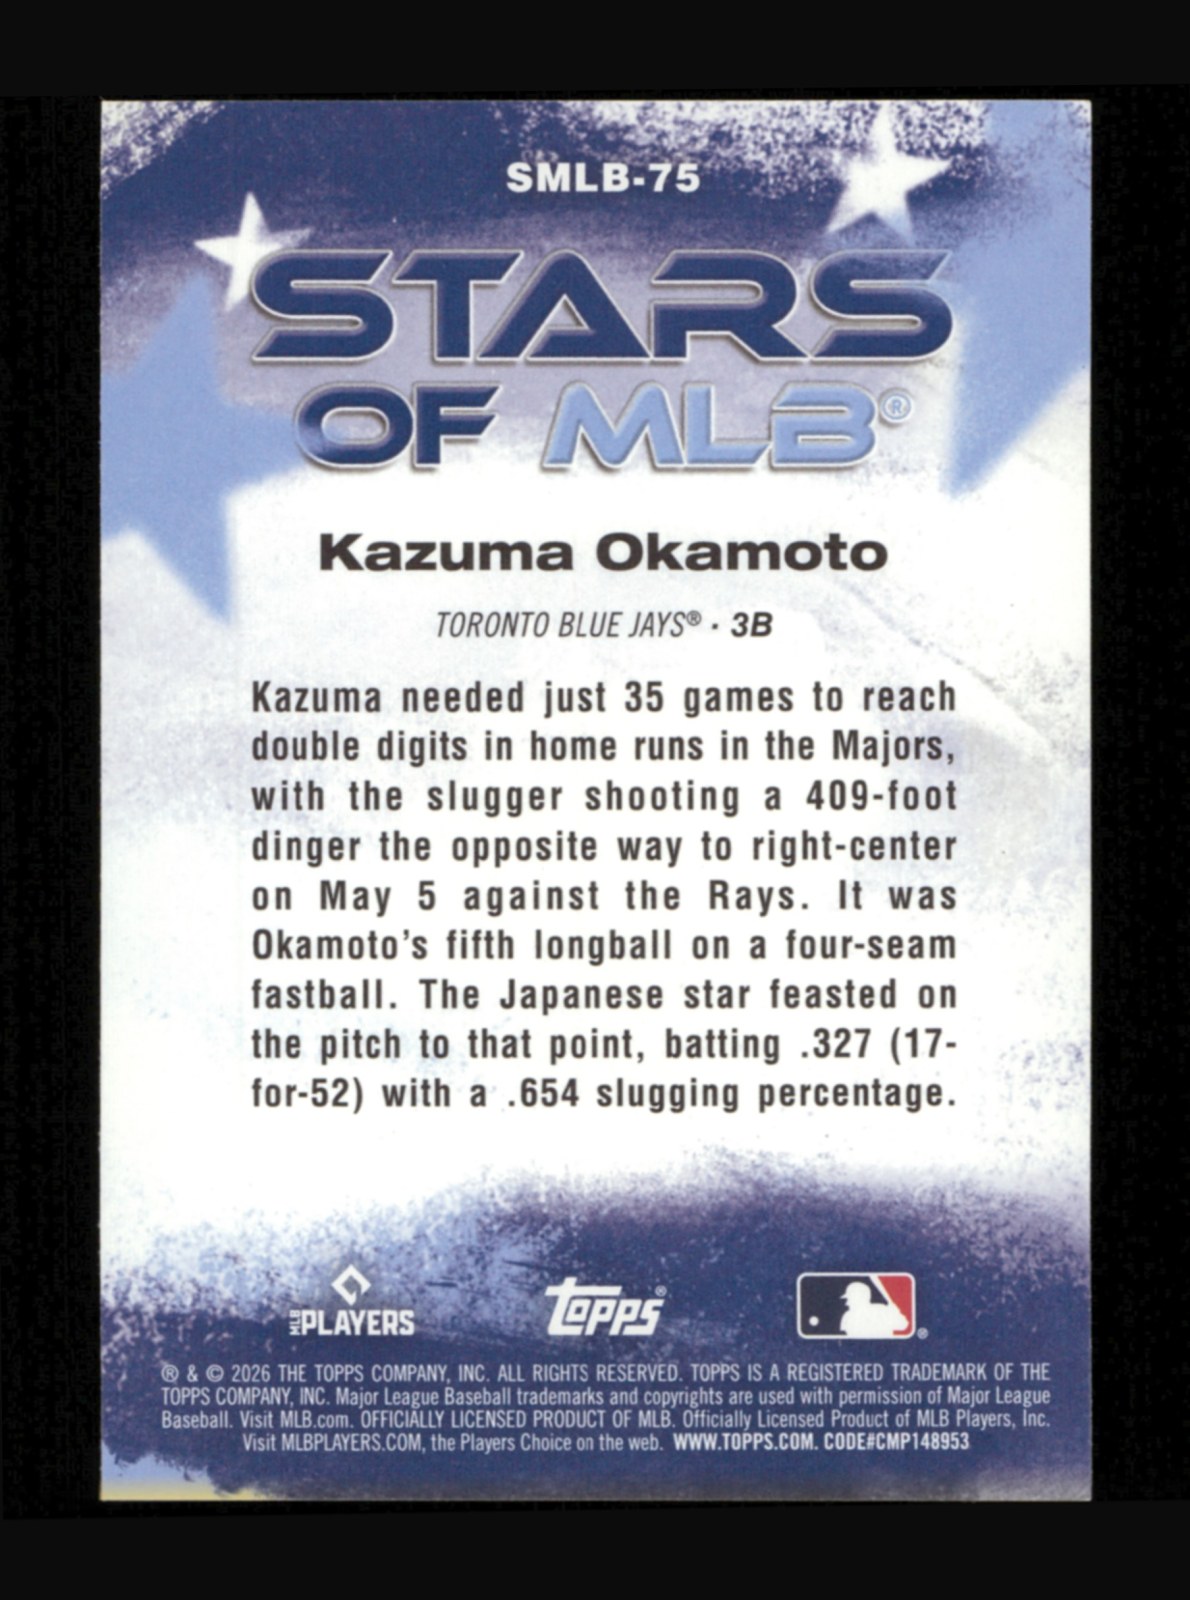 SMLB-75
STARS
OF MLB®
Kazuma Okamoto
TORONTO BLUE JAYS® · 3B
Kazuma needed just 35 games to reach
double digits in home runs in the Majors,
with the slugger shooting a 409-foot
dinger the opposite way to right-center
on May 5 against the Rays. It was
Okamoto's fifth longball on a four-seam
fastball. The Japanese star feasted on
the pitch to that point, batting .327 (17-
for-52) with a .654 slugging percentage.
MLB PLAYERS
Topps®
®
® & © 2026 THE TOPPS COMPANY, INC. ALL RIGHTS RESERVED. TOPPS IS A REGISTERED TRADEMARK OF THE
TOPPS COMPANY, INC. Major League Baseball trademarks and copyrights are used with permission of Major League
Baseball. Visit MLB.com. OFFICIALLY LICENSED PRODUCT OF MLB. Officially Licensed Product of MLB Players, Inc.
Visit MLBPLAYERS.COM, the Players Choice on the web. WWW.TOPPS.COM. CODE#CMP148953